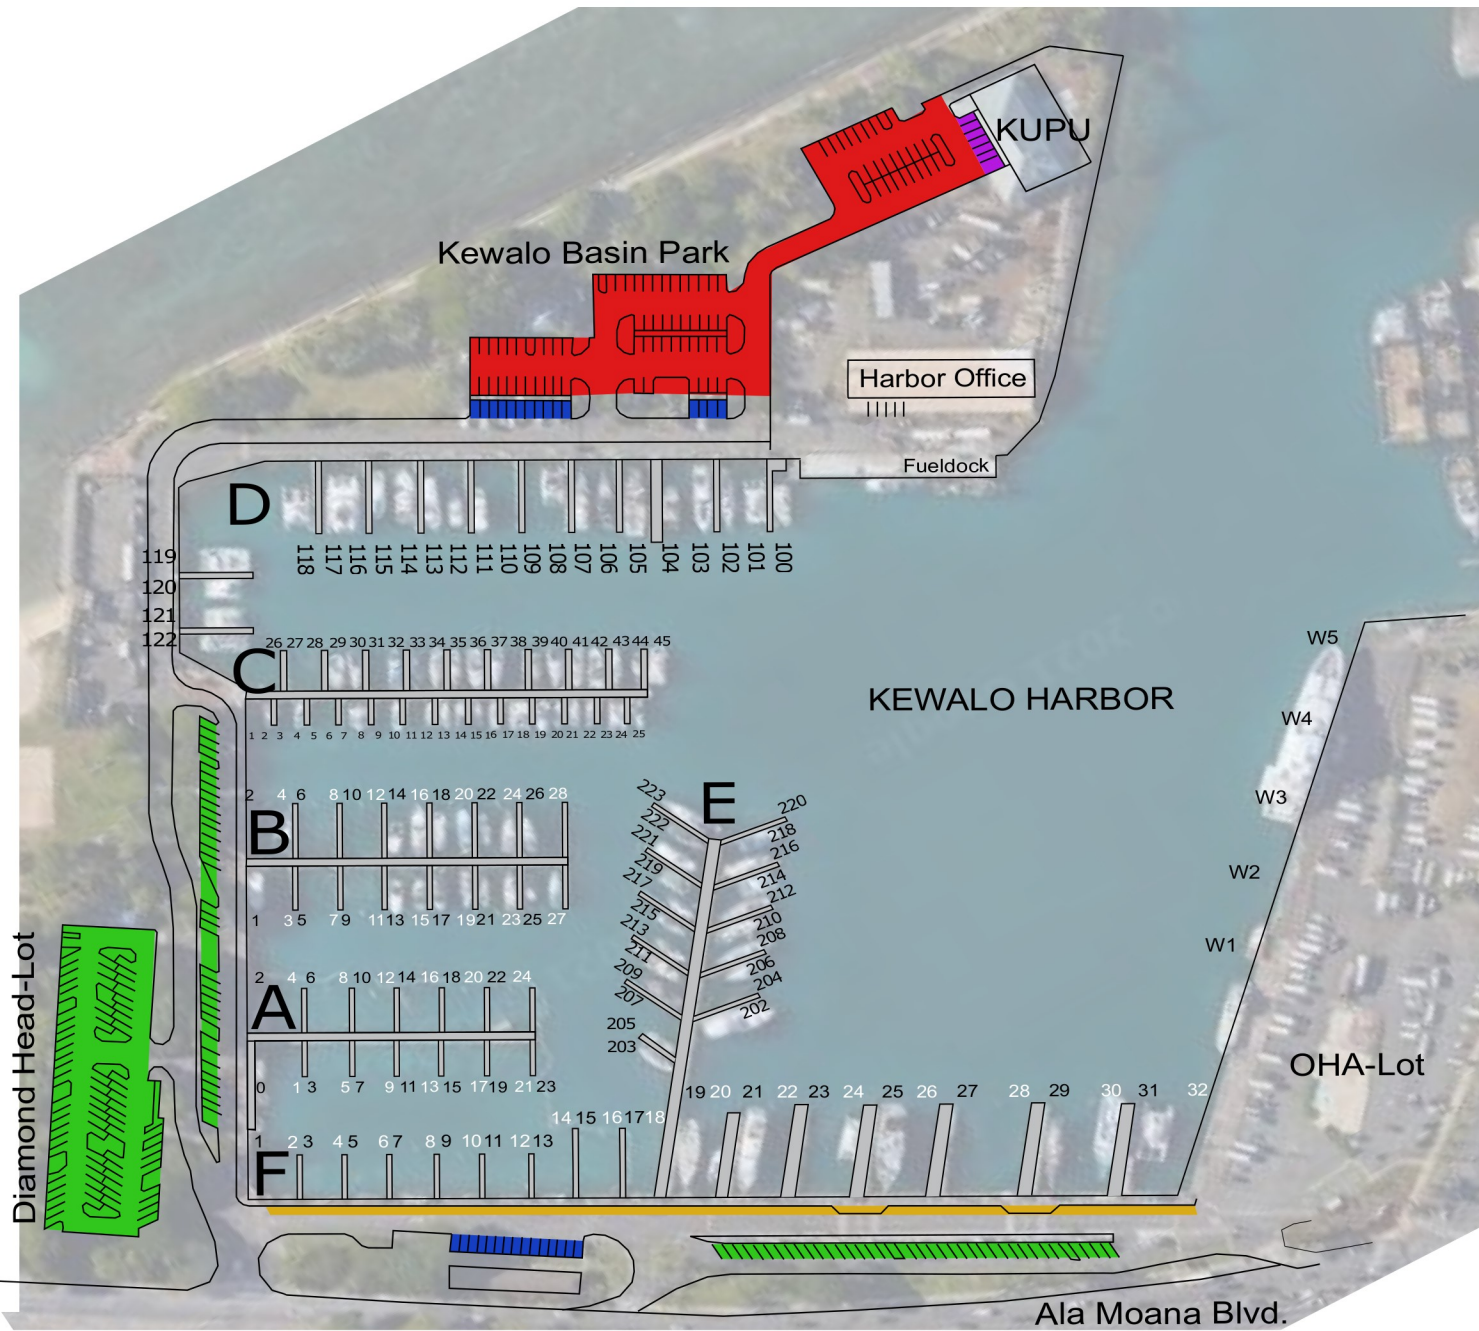 KUPU
Kewalo Basin Park
Harbor Office
Fueldock
D
118 117 116 115 114 113 112 111 110 109 108 107 106 105 104 103 102 101 100
119
120
121
122
26 27 28 29 30 31 32 33 34 35 36 37 38 39 40 41 42 43 44 45
C
1 2 3 4 5 6 7 8 9 10 11 12 13 14 15 16 17 18 19 20 21 22 23 24 25
KEWALO HARBOR
W5
W4
W3
W2
W1
2 4 6 8 10 12 14 16 18 20 22 24 26 28
B
1 3 5 7 9 11 13 15 17 19 21 23 25 27
E
223
222
221
219
217
215
213
211
209
207
205
203
220
218
216
214
212
210
208
206
204
202
2 4 6 8 10 12 14 16 18 20 22 24
A
0 1 3 5 7 9 11 13 15 17 19 21 23
Diamond Head-Lot
OHA-Lot
1 2 3 4 5 6 7 8 9 10 11 12 13 14 15 16 17 18 19 20 21 22 23 24 25 26 27 28 29 30 31 32
F
Ala Moana Blvd.